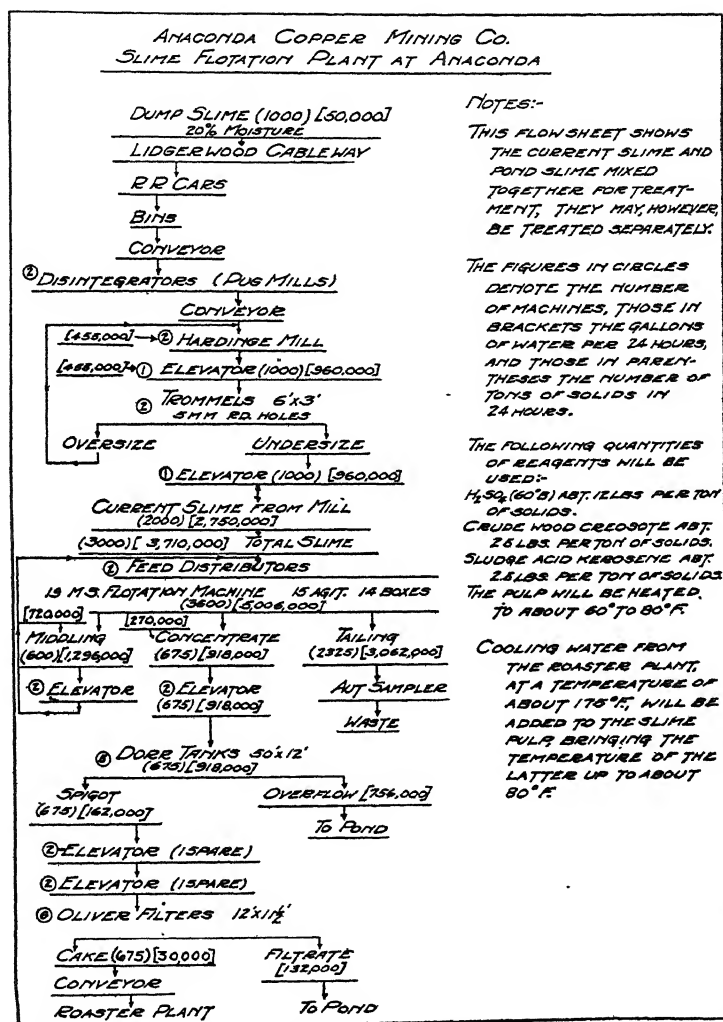 ANACONDA COPPER MINING CO.
SLIME FLOTATION PLANT AT ANACONDA
DUMP SLIME (1000) [50,000]
20% MOISTURE
LIDGERWOOD CABLEWAY
R R CARS
BINS
CONVEYOR
② DISINTEGRATORS (PUG MILLS)
CONVEYOR
[455,000] ② HARDINGE MILL
[455,000] ① ELEVATOR (1000) [960,000]
② TROMMELS 6'X3'
5MM RD. HOLES
OVERSIZE UNDERSIZE
① ELEVATOR (1000) [960,000]
CURRENT SLIME FROM MILL
(2000) [2,750,000]
(3000) [3,710,000] TOTAL SLIME
② FEED DISTRIBUTORS
M.S. FLOTATION MACHINE 15 AGIT. 14 BOXES
(3600) [5,006,000]
[720,000] [270,000]
MIDDLING CONCENTRATE TAILING
(600) [1,296,000] (675) [918,000] (2325) [3,062,000]
② ELEVATOR ② ELEVATOR AUT SAMPLER
(675) [918,000]
WASTE
DORR TANKS 50'X12'
(675) [918,000]
SPIGOT OVERFLOW [756,000]
(675) [162,000]
TO POND
② ELEVATOR (1 SPARE)
② ELEVATOR (1 SPARE)
OLIVER FILTERS 12'X11½'
CAKE (675) [30,000] FILTRATE
[132,000]
CONVEYOR
ROASTER PLANT TO POND
NOTES:-
THIS FLOW SHEET SHOWS
THE CURRENT SLIME AND
POND SLIME MIXED
TOGETHER FOR TREAT-
MENT, THEY MAY, HOWEVER,
BE TREATED SEPARATELY.
THE FIGURES IN CIRCLES
DENOTE THE NUMBER
OF MACHINES, THOSE IN
BRACKETS THE GALLONS
OF WATER PER 24 HOURS,
AND THOSE IN PAREN-
THESES THE NUMBER OF
TONS OF SOLIDS IN
24 HOURS.
THE FOLLOWING QUANTITIES
OF REAGENTS WILL BE
USED:-
H₂SO₄ (60°B) ABT. LBS PER TON
OF SOLIDS.
CRUDE WOOD CREOSOTE ABT.
LBS. PER TON OF SOLIDS.
SLUDGE ACID KEROSENE ABT.
LBS. PER TON OF SOLIDS.
THE PULP WILL BE HEATED
TO ABOUT 60° TO 80°F.
COOLING WATER FROM
THE ROASTER PLANT,
AT A TEMPERATURE OF
ABOUT 175°F, WILL BE
ADDED TO THE SLIME
PULP, BRINGING THE
TEMPERATURE OF THE
LATTER UP TO ABOUT
80°F.